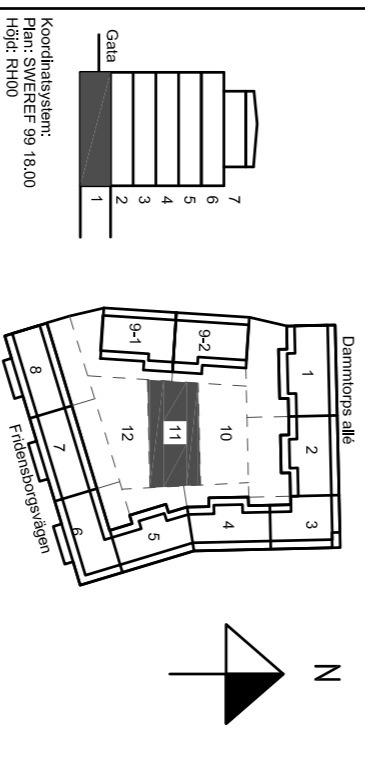 Gata
1
2
3
4
5
6
7
Koordinatsystem:
Plan: SWEREF 99 18.00
Höjd: RH00
Dammtorps allé
1
2
3
9-2
9-1
10
11
12
4
5
8
7
6
Fridensborgsvägen
N